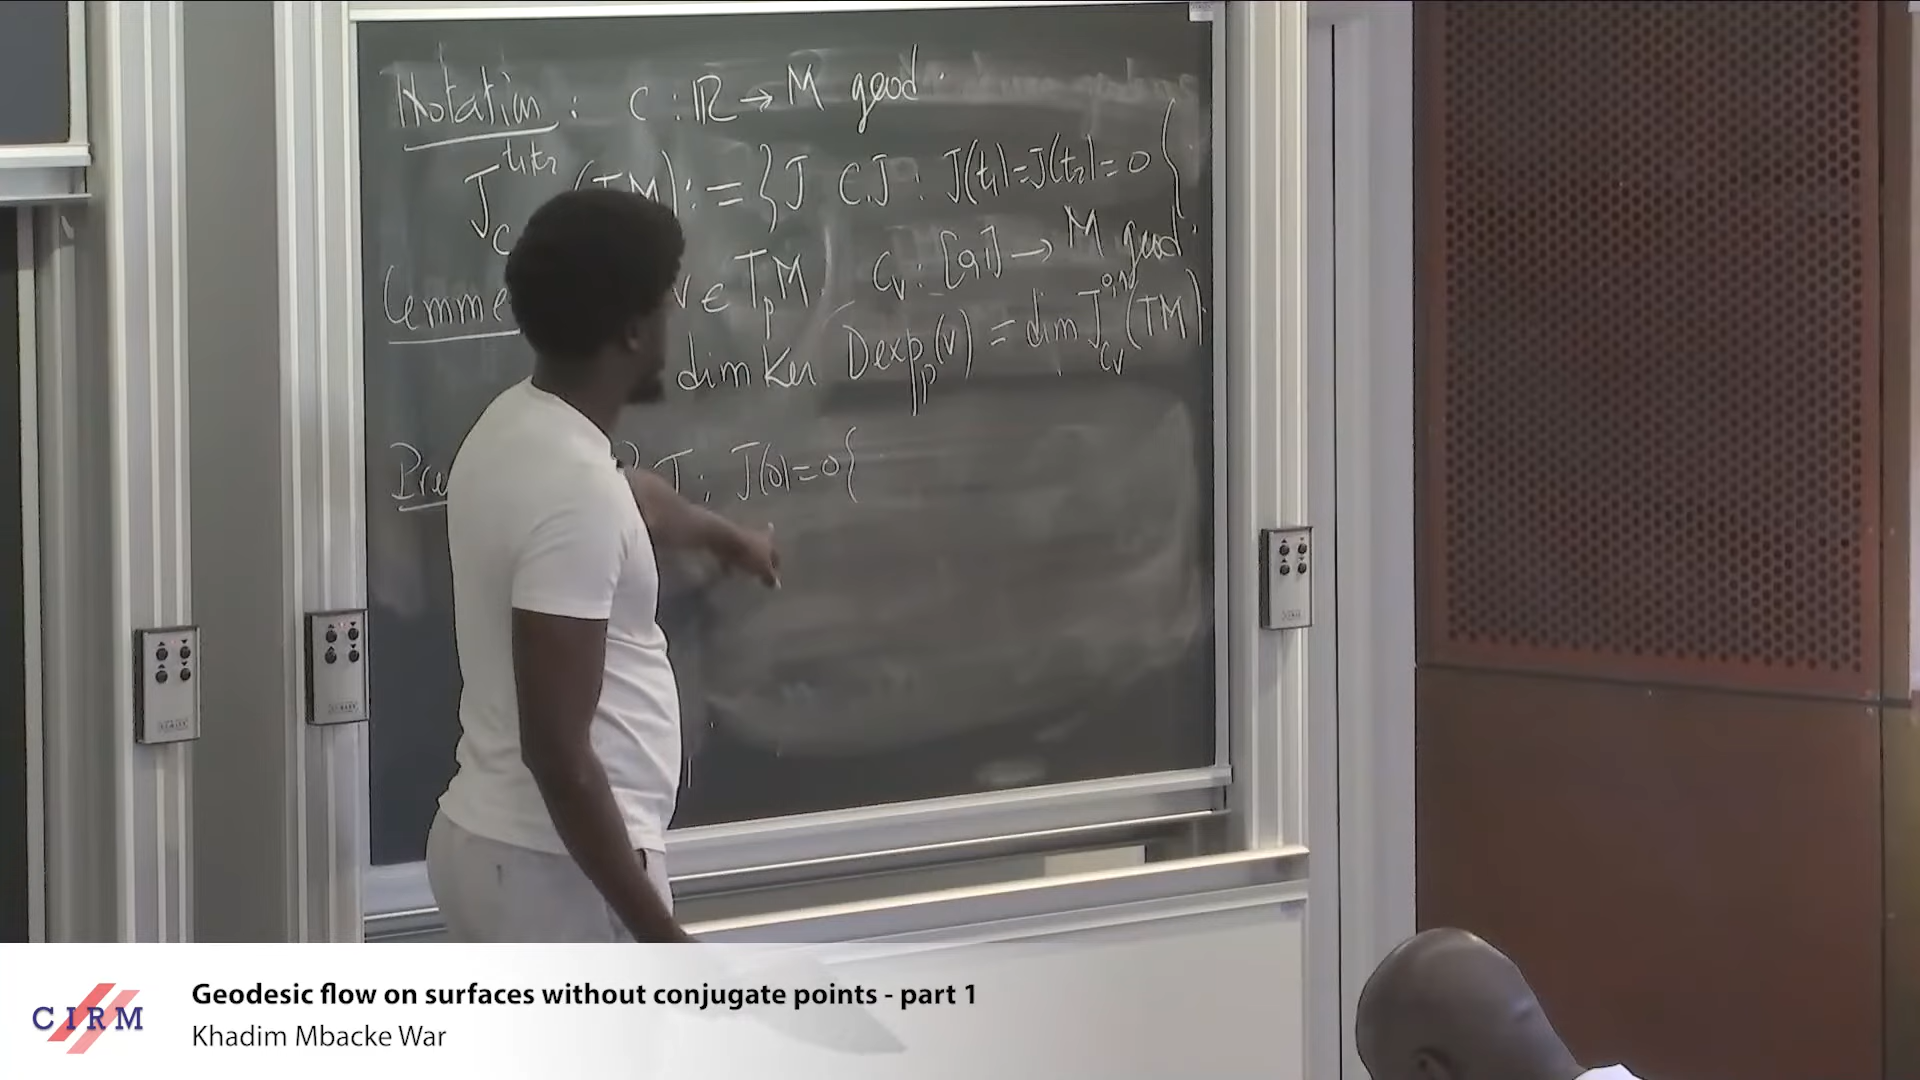 Notation : C : ℝ → M geod.
J_C^{t₁,t₂} (TM) := } J C.J : J(t₁)=J(t₂)=0 {
Lemme v ∈ T_pM C_v : [0,1] → M geod.
dim Ker Dexp_p(v) = dim J_{C_v}^{0,1} (TM)
J ; J(0)=0 {
CIRM
Geodesic flow on surfaces without conjugate points - part 1
Khadim Mbacke War